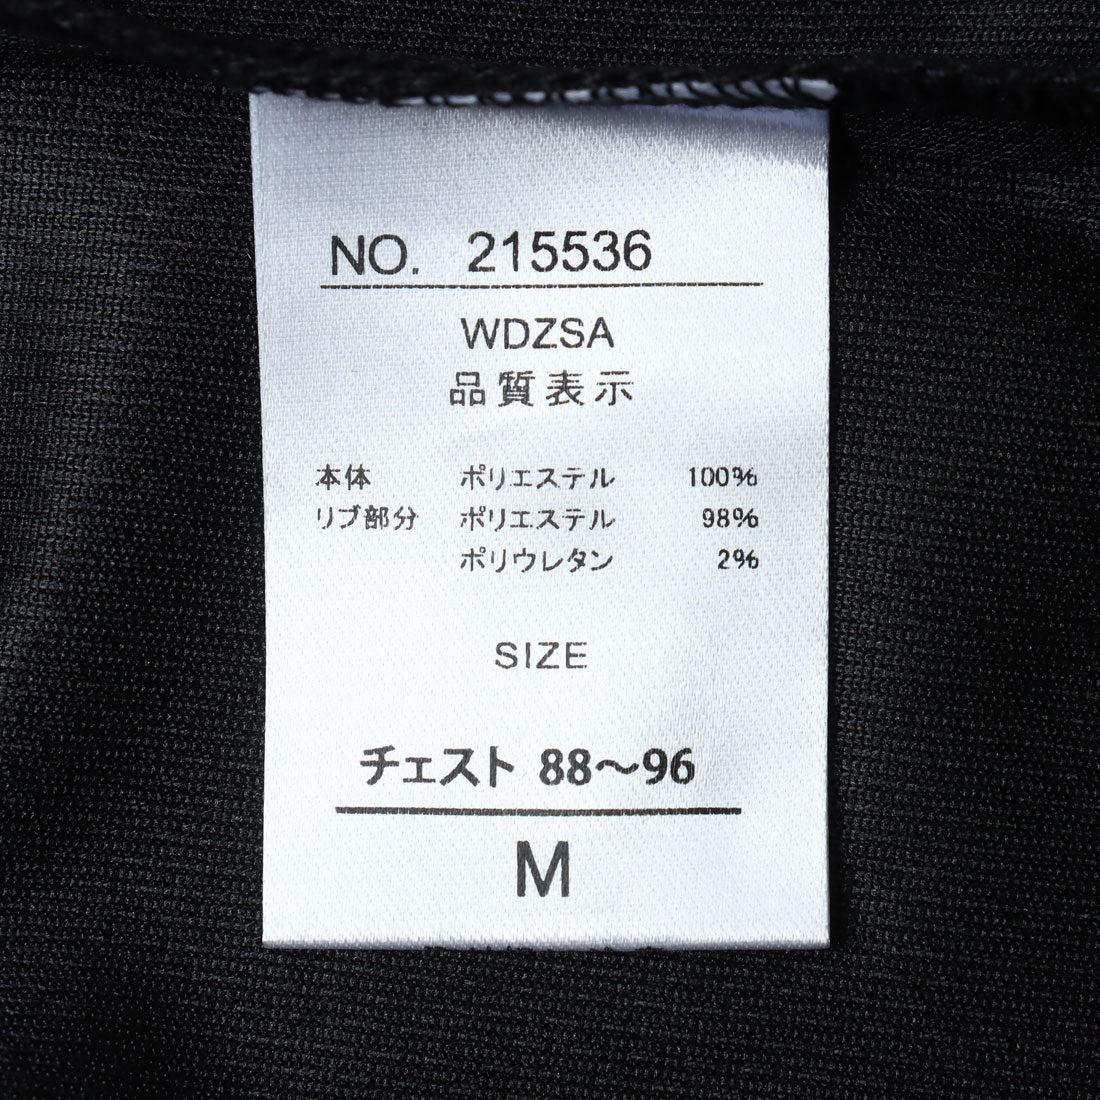 NO. 215536
WDZSA
品質表示
本体 ポリエステル 100%
リブ部分 ポリエステル 98%
ポリウレタン 2%
SIZE
チェスト 88～96
M